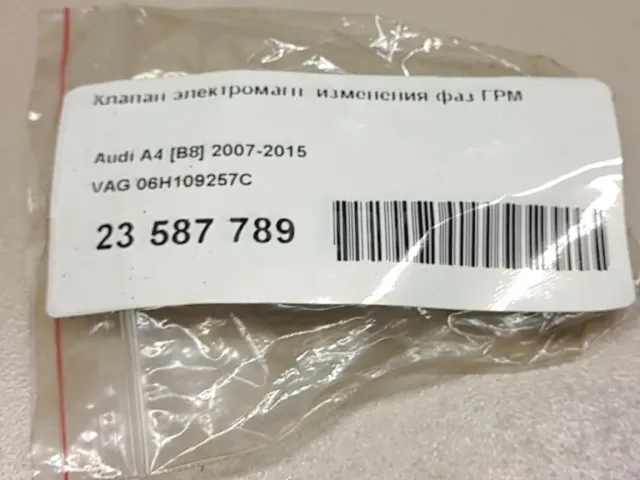 Клапан электромагн изменения фаз ГРМ
Audi A4 [B8] 2007-2015
VAG 06H109257C
23 587 789